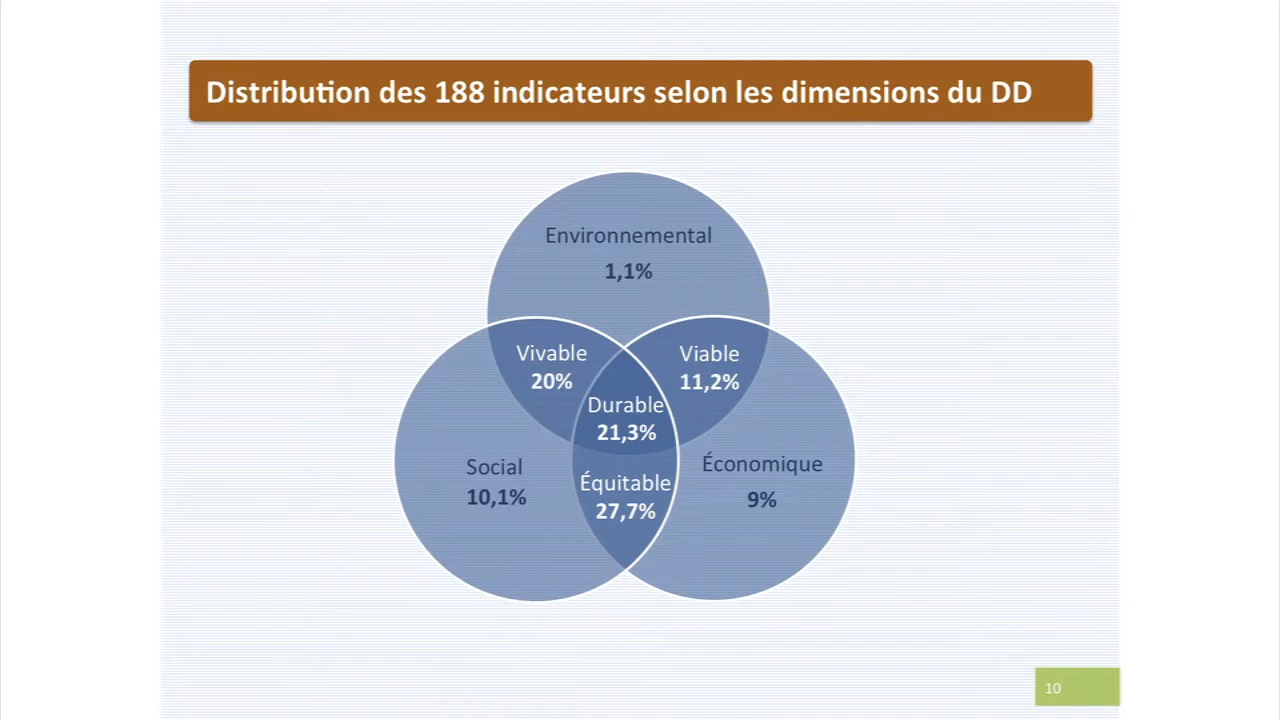 Distribution des 188 indicateurs selon les dimensions du DD
Environnemental
1,1%
Vivable
20%
Viable
11,2%
Durable
21,3%
Social
10,1%
Économique
9%
Équitable
27,7%
10